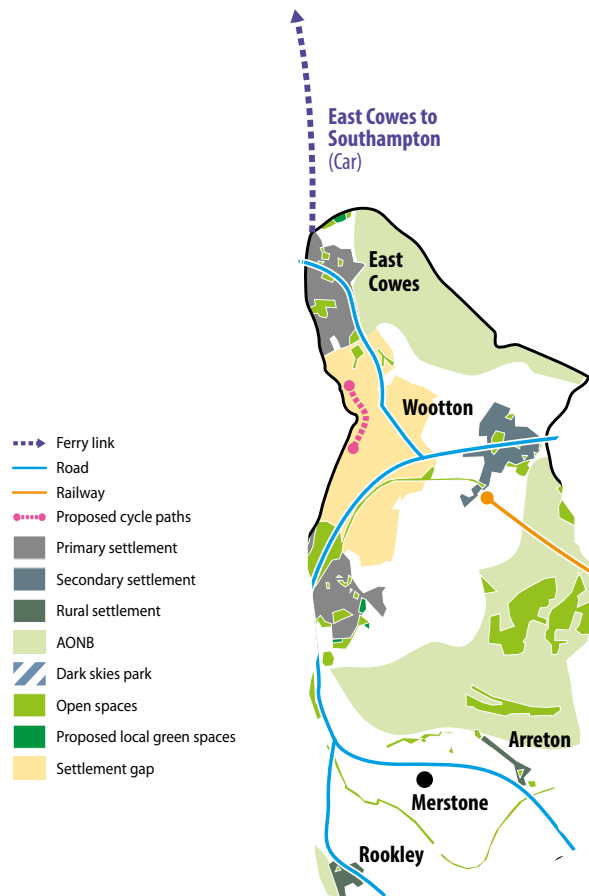 East Cowes to
Southampton
(Car)
East
Cowes
Wootton
Ferry link
Road
Railway
Proposed cycle paths
Primary settlement
Secondary settlement
Rural settlement
AONB
Dark skies park
Open spaces
Proposed local green spaces
Settlement gap
Arreton
Merstone
Rookley